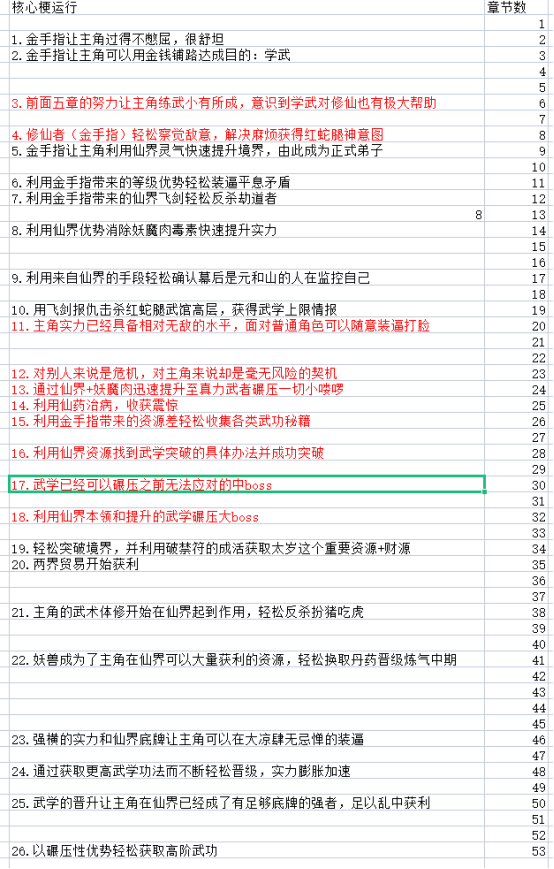 核心梗运行 章节数
1
1.金手指让主角过得不憋屈，很舒坦 2
2.金手指让主角可以用金钱铺路达成目的：学武 3
4
5
3.前面五章的努力让主角练武小有所成，意识到学武对修仙也有极大帮助 6
7
4.修仙者（金手指）轻松察觉敌意，解决麻烦获得红蛇腿神意图 8
5.金手指让主角利用仙界灵气快速提升境界，由此成为正式弟子 9
10
6.利用金手指带来的等级优势轻松装逼平息矛盾 11
7.利用金手指带来的仙界飞剑轻松反杀劫道者 12
8 13
8.利用仙界优势消除妖魔肉毒素快速提升实力 14
15
16
9.利用来自仙界的手段轻松确认幕后是元和山的人在监控自己 17
18
10.用飞剑报仇击杀红蛇腿武馆高层，获得武学上限情报 19
11.主角实力已经具备相对无敌的水平，面对普通角色可以随意装逼打脸 20
21
22
12.对别人来说是危机，对主角来说却是毫无风险的契机 23
13.通过仙界+妖魔肉迅速提升至真力武者碾压一切小喽啰 24
14.利用仙药治病，收获震惊 25
15.利用金手指带来的资源差轻松收集各类武功秘籍 26
27
16.利用仙界资源找到武学突破的具体办法并成功突破 28
29
17.武学已经可以碾压之前无法应对的中boss 30
31
18.利用仙界本领和提升的武学碾压大boss 32
33
19.轻松突破境界，并利用破禁符的成活获取太岁这个重要资源+财源 34
20.两界贸易开始获利 35
36
37
21.主角的武术体修开始在仙界起到作用，轻松反杀扮猪吃虎 38
39
40
22.妖兽成为了主角在仙界可以大量获利的资源，轻松换取丹药晋级炼气中期 41
42
43
44
45
23.强横的实力和仙界底牌让主角可以在大凉肆无忌惮的装逼 46
47
24.通过获取更高武学功法而不断轻松晋级，实力膨胀加速 48
49
25.武学的晋升让主角在仙界已经成了有足够底牌的强者，足以乱中获利 50
51
52
26.以碾压性优势轻松获取高阶武功 53